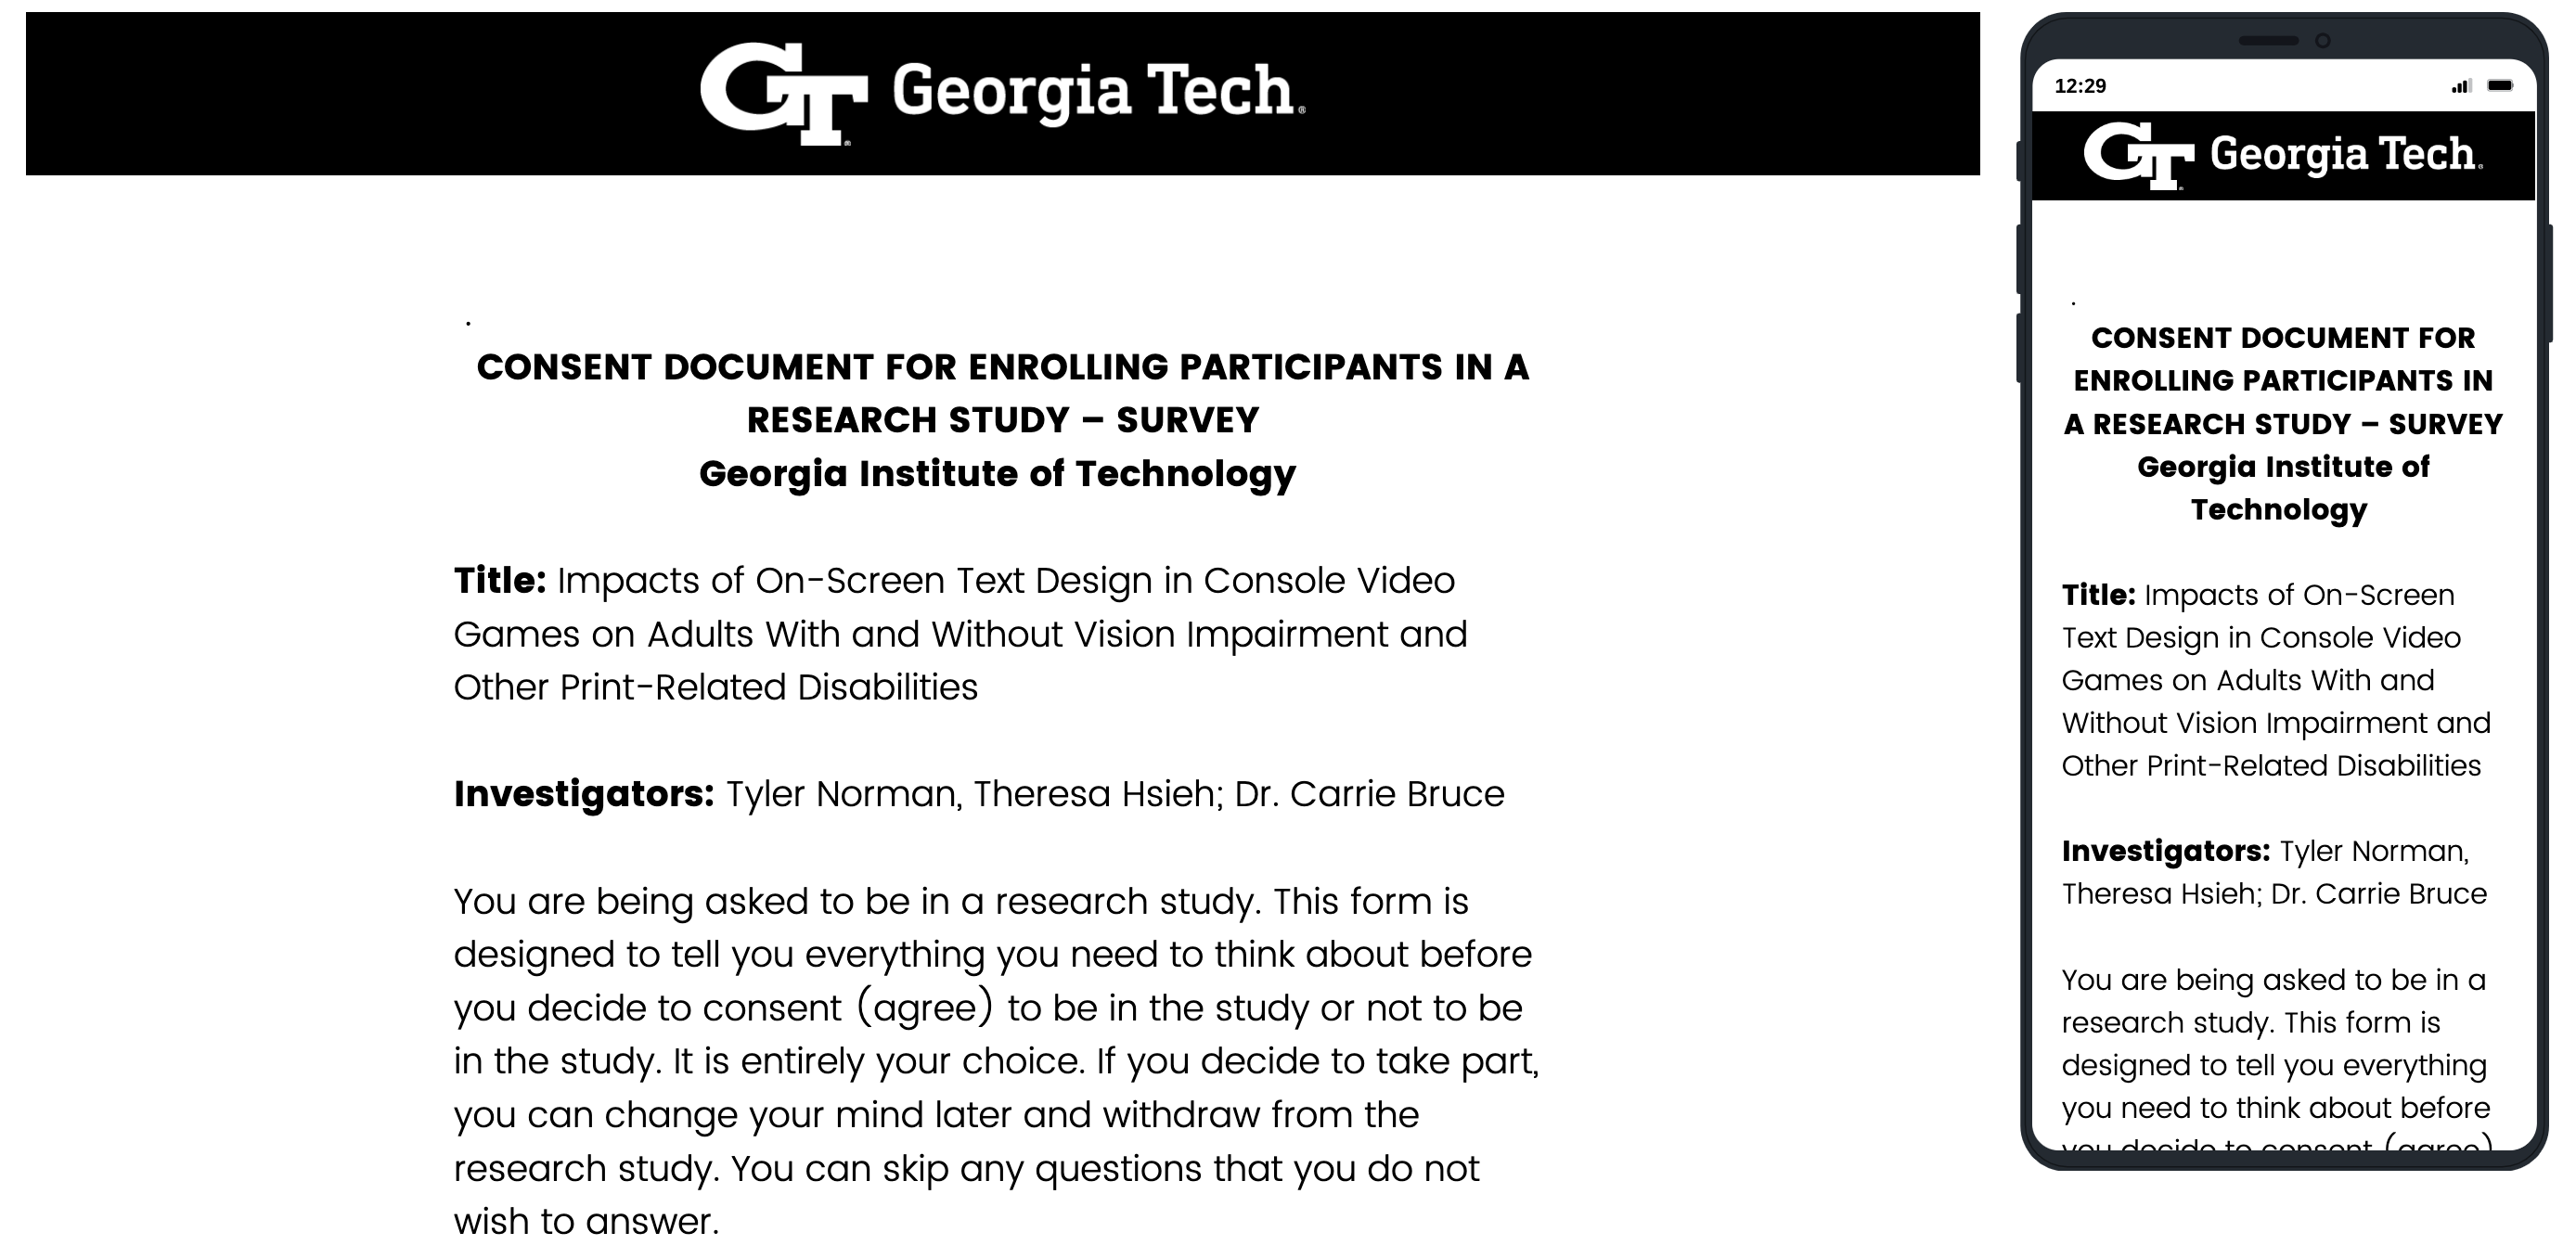 GT Georgia Tech®
.
CONSENT DOCUMENT FOR ENROLLING PARTICIPANTS IN A
RESEARCH STUDY – SURVEY
Georgia Institute of Technology
Title: Impacts of On-Screen Text Design in Console Video
Games on Adults With and Without Vision Impairment and
Other Print-Related Disabilities
Investigators: Tyler Norman, Theresa Hsieh; Dr. Carrie Bruce
You are being asked to be in a research study. This form is
designed to tell you everything you need to think about before
you decide to consent (agree) to be in the study or not to be
in the study. It is entirely your choice. If you decide to take part,
you can change your mind later and withdraw from the
research study. You can skip any questions that you do not
wish to answer.
12:29
GT Georgia Tech®
.
CONSENT DOCUMENT FOR
ENROLLING PARTICIPANTS IN
A RESEARCH STUDY – SURVEY
Georgia Institute of
Technology
Title: Impacts of On-Screen
Text Design in Console Video
Games on Adults With and
Without Vision Impairment and
Other Print-Related Disabilities
Investigators: Tyler Norman,
Theresa Hsieh; Dr. Carrie Bruce
You are being asked to be in a
research study. This form is
designed to tell you everything
you need to think about before
you decide to consent (agree)